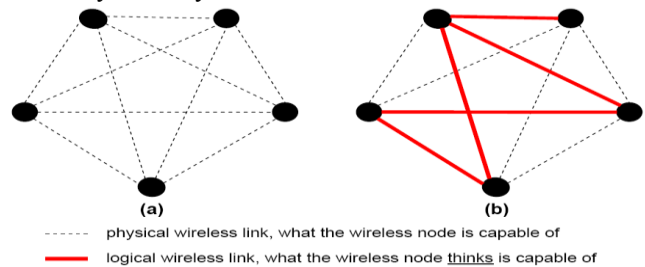 (a) (b)
physical wireless link, what the wireless node is capable of
logical wireless link, what the wireless node thinks is capable of